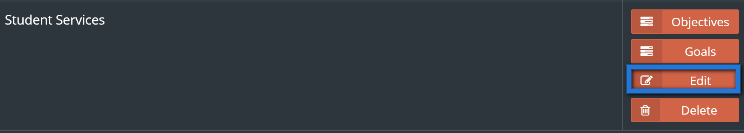 Student Services
Objectives
Goals
Edit
Delete